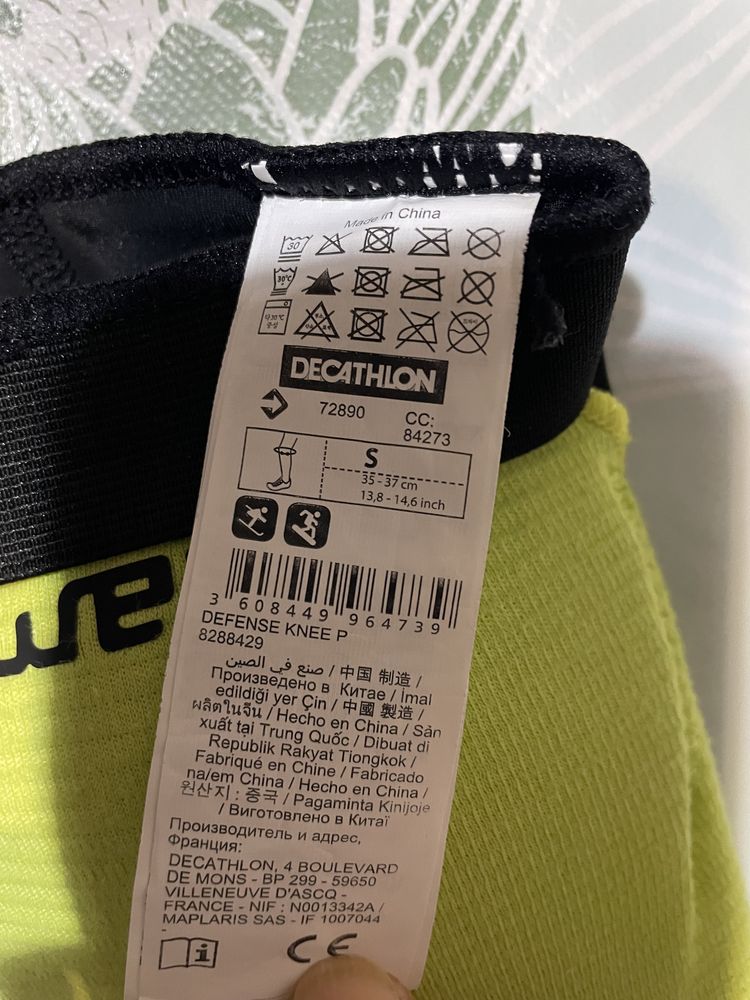 Made in China
30
30°C
DECATHLON
72890
CC:
84273
S
35 - 37 cm
13,8 - 14,6 inch
3 608449 964739
DEFENSE KNEE P
8288429
صنع في الصين / 中国 制造 /
Произведено в Китае / İmal
edildiği yer Çin / 中國 製造 /
ผลิตในจีน / Hecho en China / Sản
xuất tại Trung Quốc / Dibuat di
Republik Rakyat Tiongkok /
Fabriqué en Chine / Fabricado
na/em China / Hecho en China /
원산지 : 중국 / Pagaminta Kinijoje
/ Виготовлено в Китаї
Производитель и адрес,
Франция:
DECATHLON, 4 BOULEVARD
DE MONS - BP 299 - 59650
VILLENEUVE D'ASCQ -
FRANCE - NIF : N0013342A /
MAPLARIS SAS - IF 1007044
-
i
CE